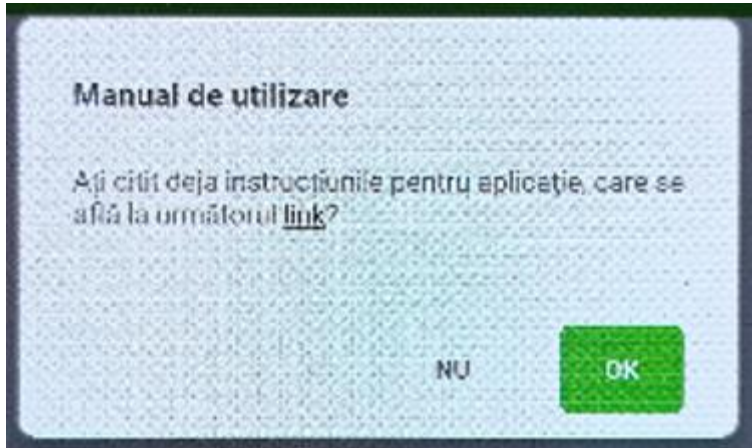 Manual de utilizare
Ați citit deja instrucțiunile pentru aplicație, care se
află la următorul link?
NU
OK